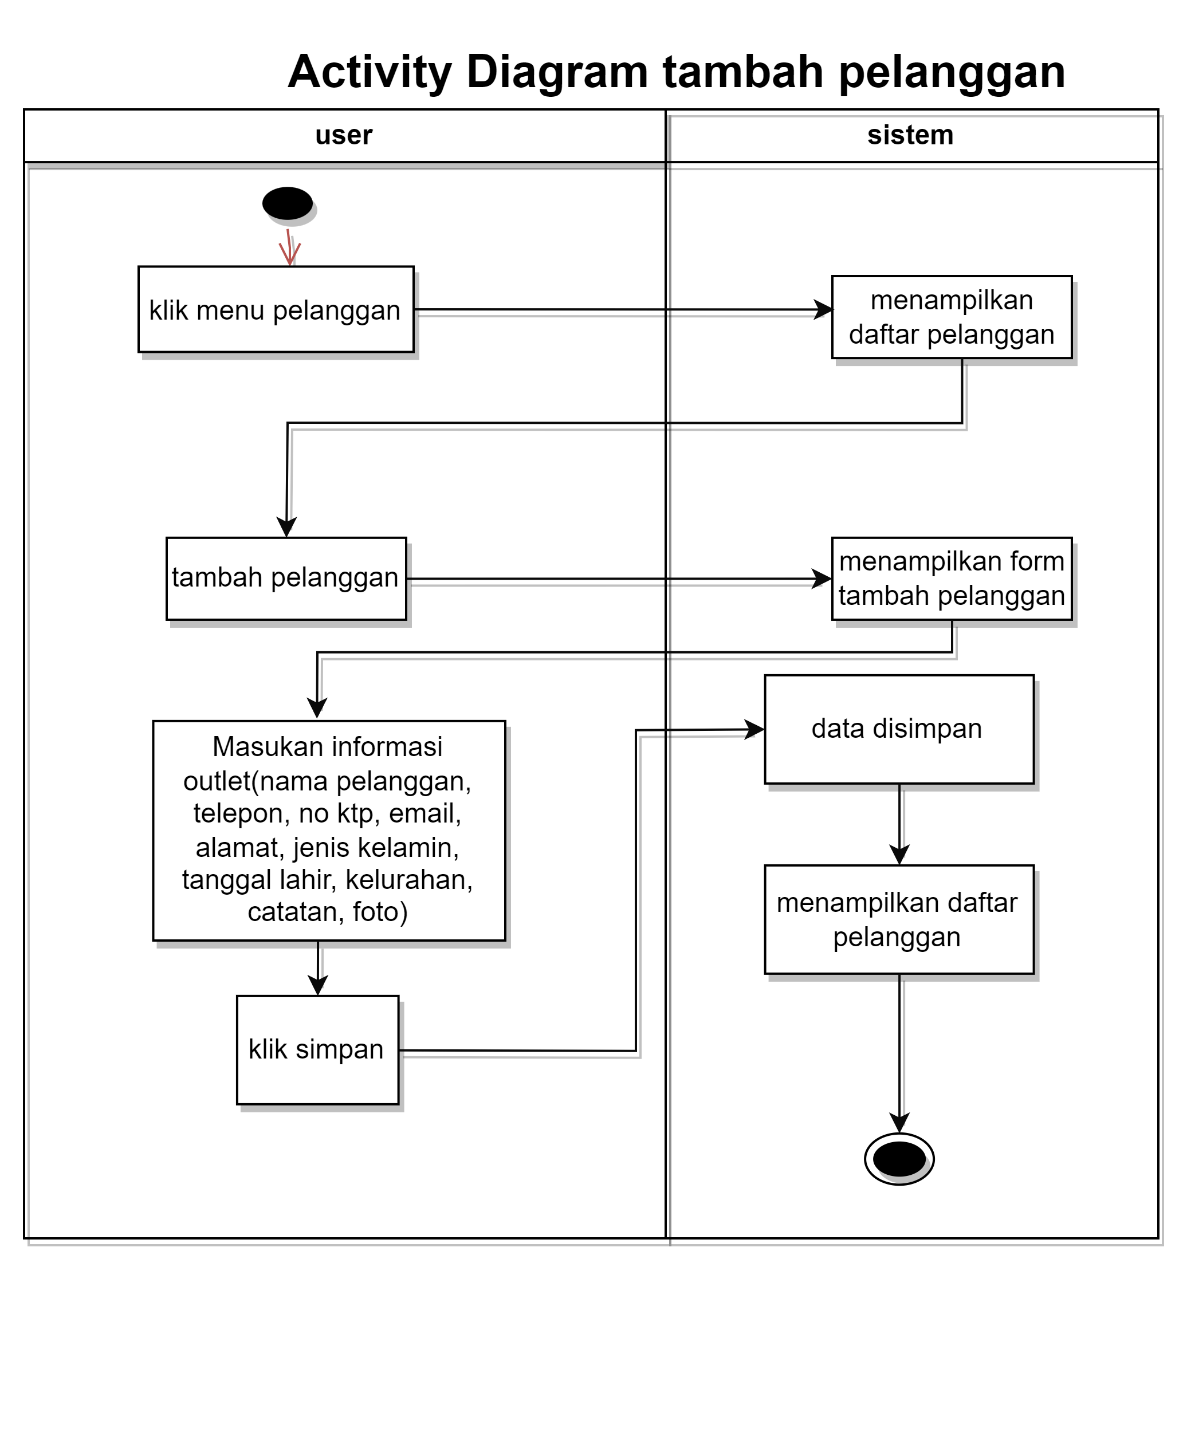 Activity Diagram tambah pelanggan
user
sistem
klik menu pelanggan
menampilkan
daftar pelanggan
tambah pelanggan
menampilkan form
tambah pelanggan
Masukan informasi
outlet(nama pelanggan,
telepon, no ktp, email,
alamat, jenis kelamin,
tanggal lahir, kelurahan,
catatan, foto)
data disimpan
menampilkan daftar
pelanggan
klik simpan